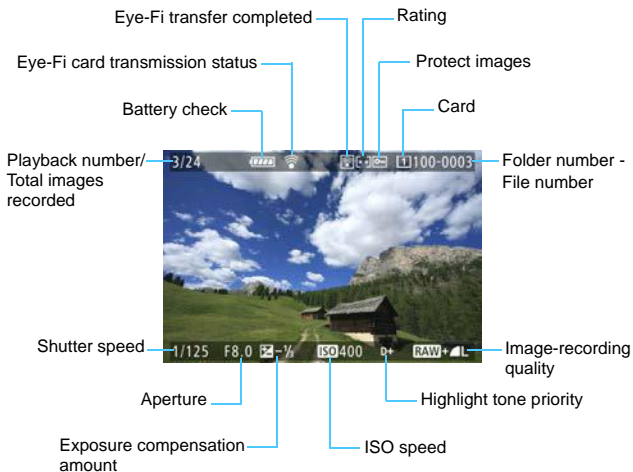 Eye-Fi transfer completed
Rating
Eye-Fi card transmission status
Protect images
Battery check
Card
Playback number/
Total images
recorded
3/24
1
100-0003
Folder number -
File number
Shutter speed
1/125
F8.0
-⅓
ISO
400
D+
RAW+
L
Image-recording
quality
Aperture
Highlight tone priority
Exposure compensation
amount
ISO speed